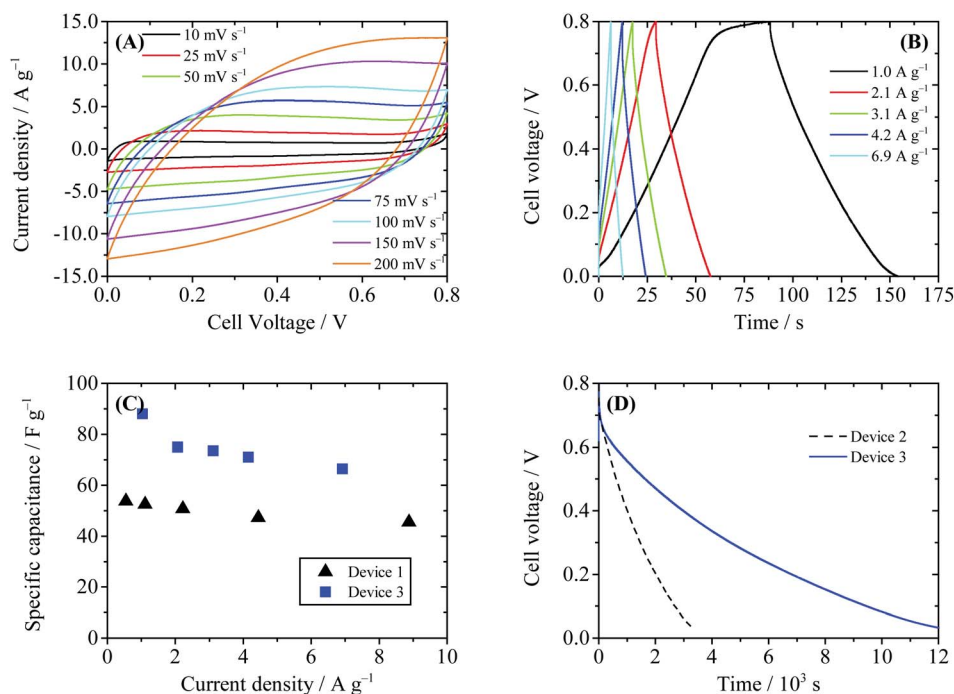 (A)
10 mV s⁻¹
25 mV s⁻¹
50 mV s⁻¹
75 mV s⁻¹
100 mV s⁻¹
150 mV s⁻¹
200 mV s⁻¹
15.0
10.0
5.0
0.0
-5.0
-10.0
-15.0
Current density / A g⁻¹
0.0 0.2 0.4 0.6 0.8
Cell Voltage / V
(B)
1.0 A g⁻¹
2.1 A g⁻¹
3.1 A g⁻¹
4.2 A g⁻¹
6.9 A g⁻¹
0.8
0.6
0.4
0.2
0.0
Cell voltage / V
0 25 50 75 100 125 150 175
Time / s
(C)
100
80
60
40
20
0
Specific capacitance / F g⁻¹
Device 1
Device 3
0 2 4 6 8 10
Current density / A g⁻¹
(D)
Device 2
Device 3
0.8
0.6
0.4
0.2
0.0
Cell voltage / V
0 2 4 6 8 10 12
Time / 10³ s